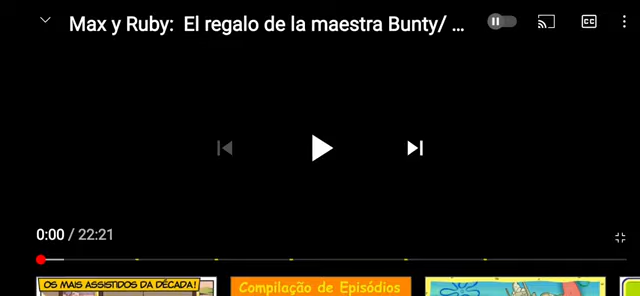 Max y Ruby: El regalo de la maestra Bunty/ ...
CC
0:00 / 22:21
OS MAIS ASSISTIDOS DA DÉCADA!
Compilação de Episódios